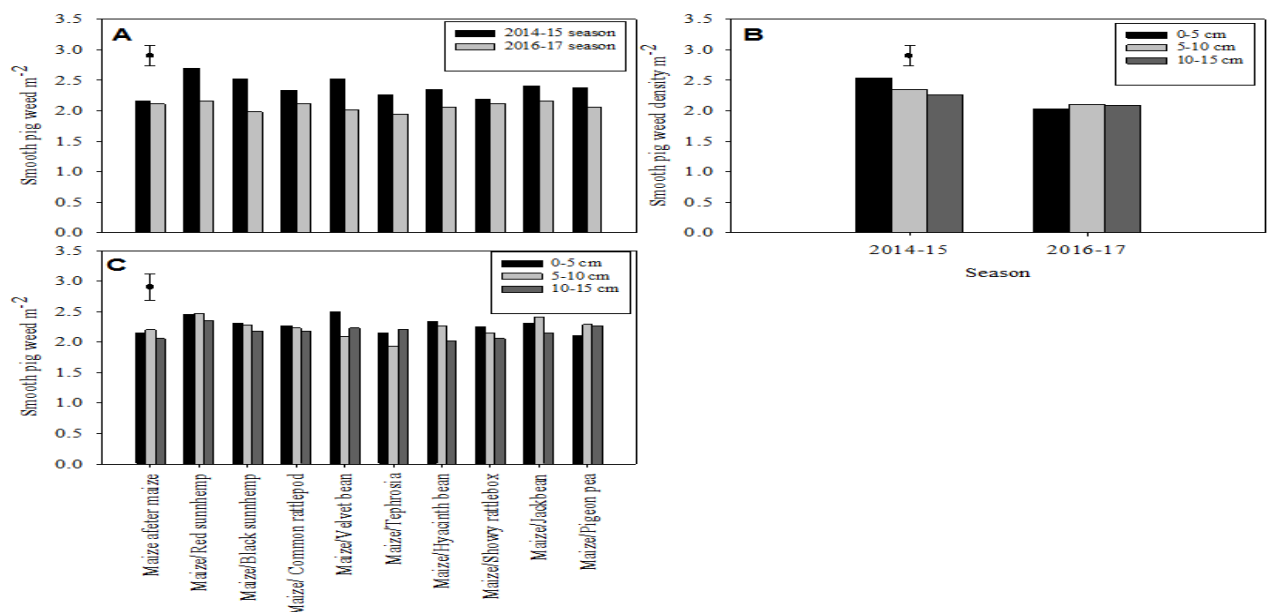 A
2014-15 season
2016-17 season
Smooth pig weed m-2
3.5
3.0
2.5
2.0
1.5
1.0
0.5
0.0
B
0-5 cm
5-10 cm
10-15 cm
Smooth pig weed density m-2
3.5
3.0
2.5
2.0
1.5
1.0
0.5
0.0
2014-15
2016-17
Season
C
0-5 cm
5-10 cm
10-15 cm
Smooth pig weed m-2
3.5
3.0
2.5
2.0
1.5
1.0
0.5
0.0
Maize afeter maize
Maize/Red sunnhemp
Maize/Black sunnhemp
Maize/ Common rattlepod
Maize/Velvet bean
Maize/Tephrosia
Maize/Hyacinth bean
Maize/Showy rattlebox
Maize/Jackbean
Maize/Pigeon pea